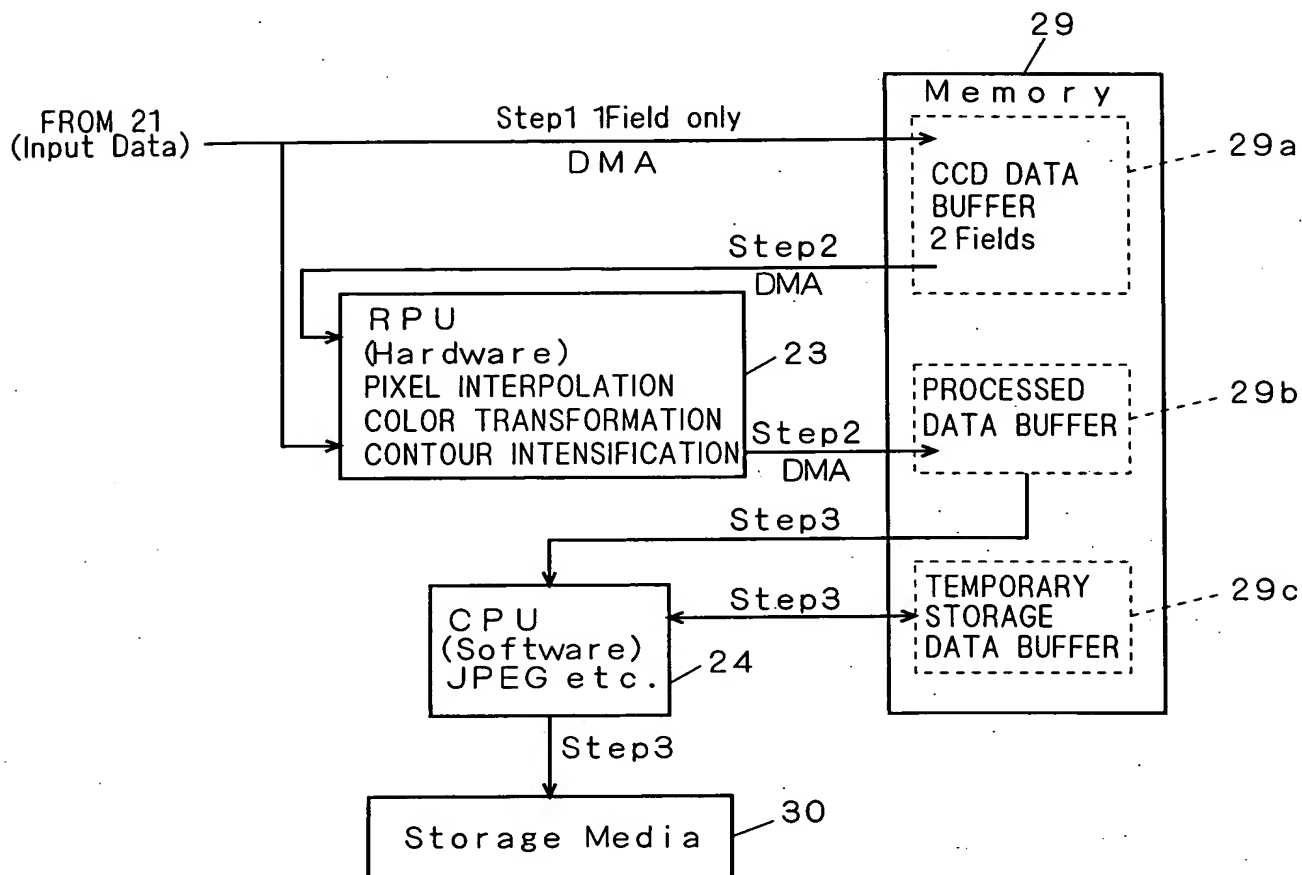 29
Memory
FROM 21
(Input Data)
Step1 1Field only
DMA
29a
CCD DATA
BUFFER
2 Fields
Step2
DMA
RPU
(Hardware)
PIXEL INTERPOLATION
COLOR TRANSFORMATION
CONTOUR INTENSIFICATION
23
Step2
DMA
PROCESSED
DATA BUFFER
29b
Step3
CPU
(Software)
JPEG etc.
24
Step3
TEMPORARY
STORAGE
DATA BUFFER
29c
Step3
Storage Media
30